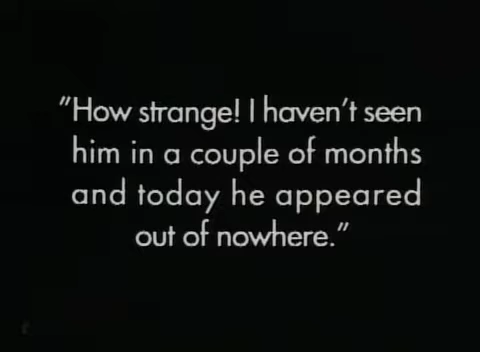 "How strange! I haven't seen
him in a couple of months
and today he appeared
out of nowhere."